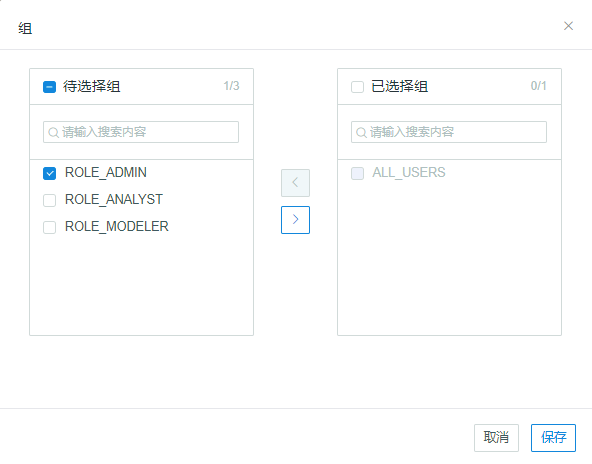 组
待选择组 1/3
请输入搜索内容
ROLE_ADMIN
ROLE_ANALYST
ROLE_MODELER
已选择组 0/1
请输入搜索内容
ALL_USERS
取消 保存